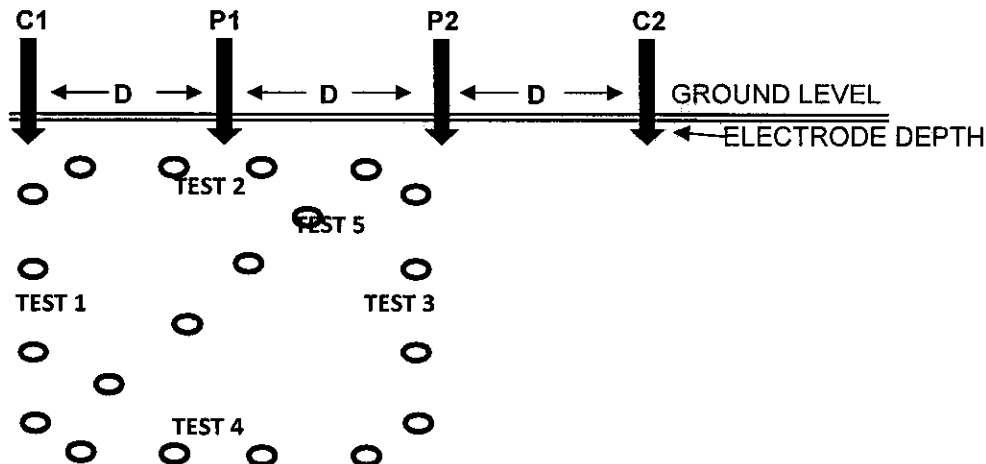 C1 P1 P2 C2
D D D GROUND LEVEL
ELECTRODE DEPTH
TEST 2
TEST 5
TEST 1 TEST 3
TEST 4